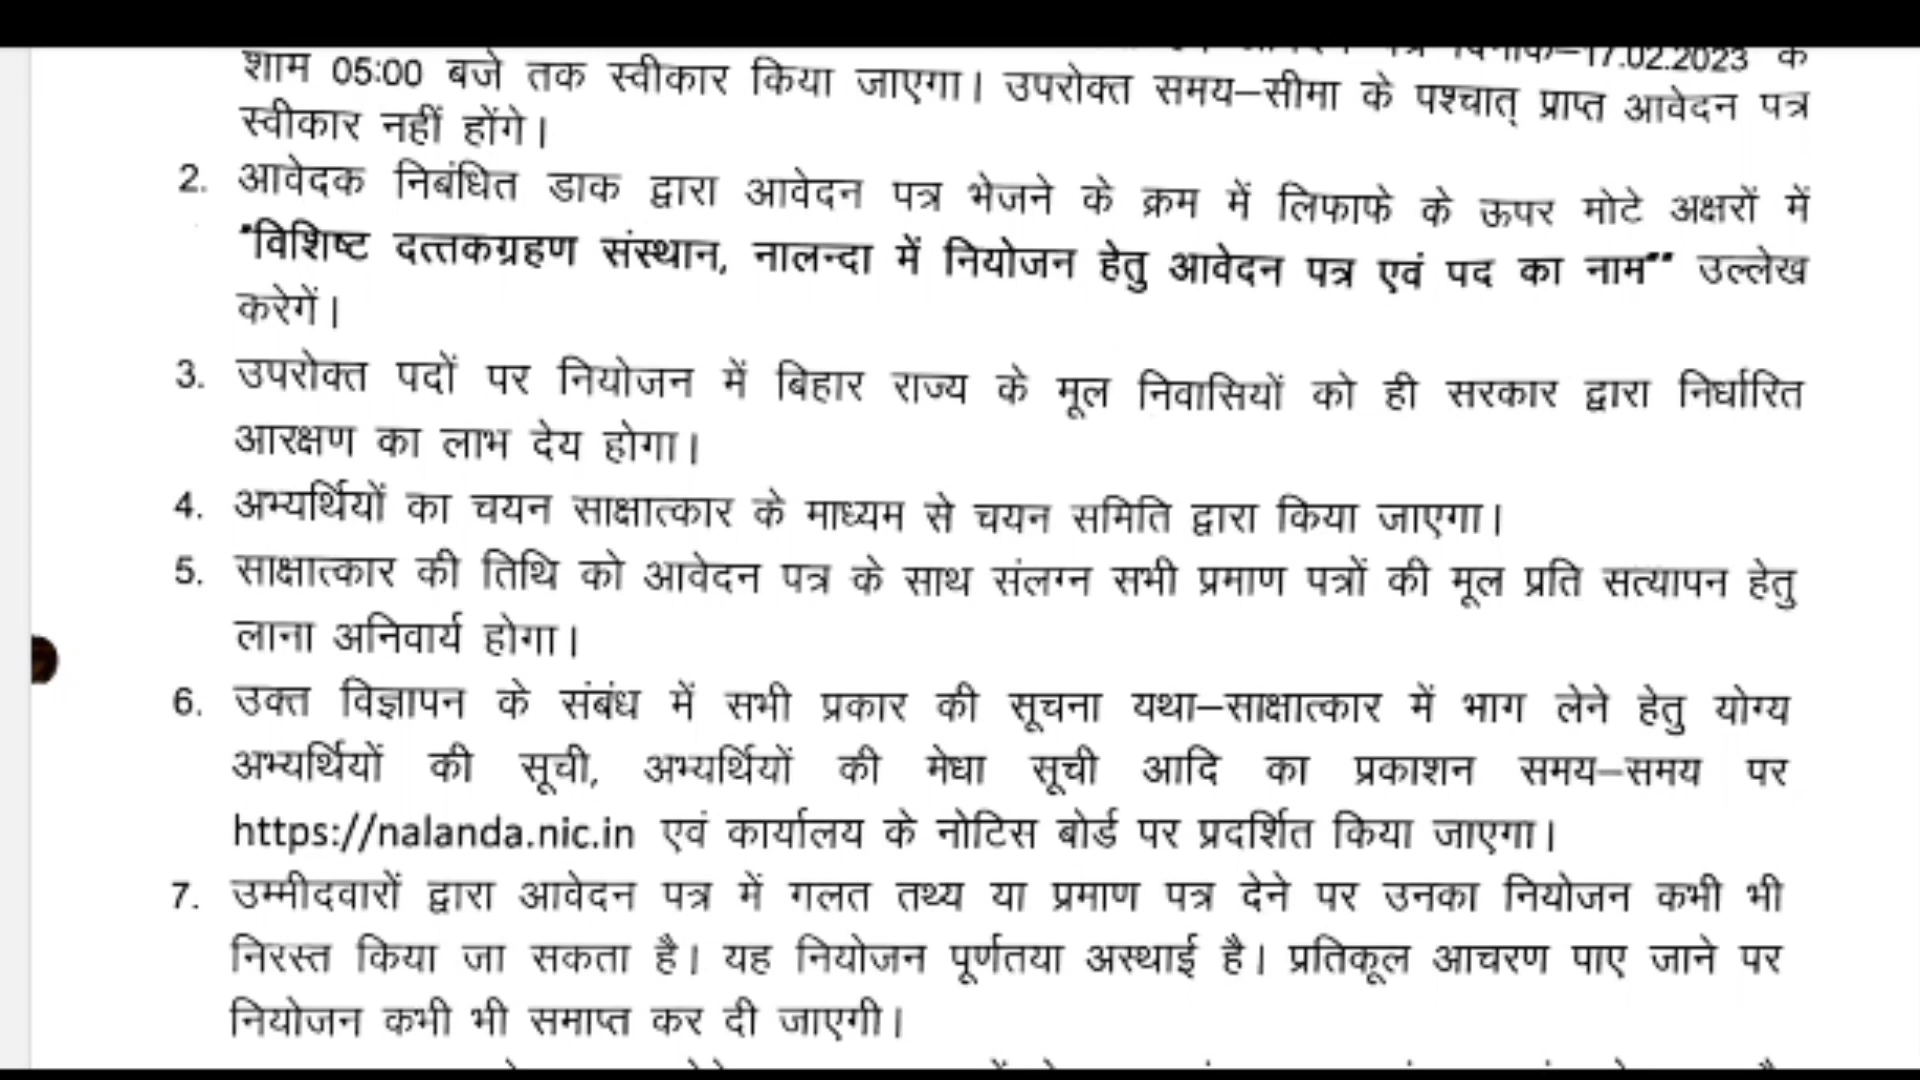 दिनांक–17.02.2023 के
शाम 05:00 बजे तक स्वीकार किया जाएगा। उपरोक्त समय–सीमा के पश्चात् प्राप्त आवेदन पत्र
स्वीकार नहीं होंगे।
2. आवेदक निबंधित डाक द्वारा आवेदन पत्र भेजने के क्रम में लिफाफे के ऊपर मोटे अक्षरों में
"विशिष्ट दत्तकग्रहण संस्थान, नालन्दा में नियोजन हेतु आवेदन पत्र एवं पद का नाम"" उल्लेख
करेगें।
3. उपरोक्त पदों पर नियोजन में बिहार राज्य के मूल निवासियों को ही सरकार द्वारा निर्धारित
आरक्षण का लाभ देय होगा।
4. अभ्यर्थियों का चयन साक्षात्कार के माध्यम से चयन समिति द्वारा किया जाएगा।
5. साक्षात्कार की तिथि को आवेदन पत्र के साथ संलग्न सभी प्रमाण पत्रों की मूल प्रति सत्यापन हेतु
लाना अनिवार्य होगा।
6. उक्त विज्ञापन के संबंध में सभी प्रकार की सूचना यथा–साक्षात्कार में भाग लेने हेतु योग्य
अभ्यर्थियों की सूची, अभ्यर्थियों की मेधा सूची आदि का प्रकाशन समय–समय पर
https://nalanda.nic.in एवं कार्यालय के नोटिस बोर्ड पर प्रदर्शित किया जाएगा।
7. उम्मीदवारों द्वारा आवेदन पत्र में गलत तथ्य या प्रमाण पत्र देने पर उनका नियोजन कभी भी
निरस्त किया जा सकता है। यह नियोजन पूर्णतया अस्थाई है। प्रतिकूल आचरण पाए जाने पर
नियोजन कभी भी समाप्त कर दी जाएगी।